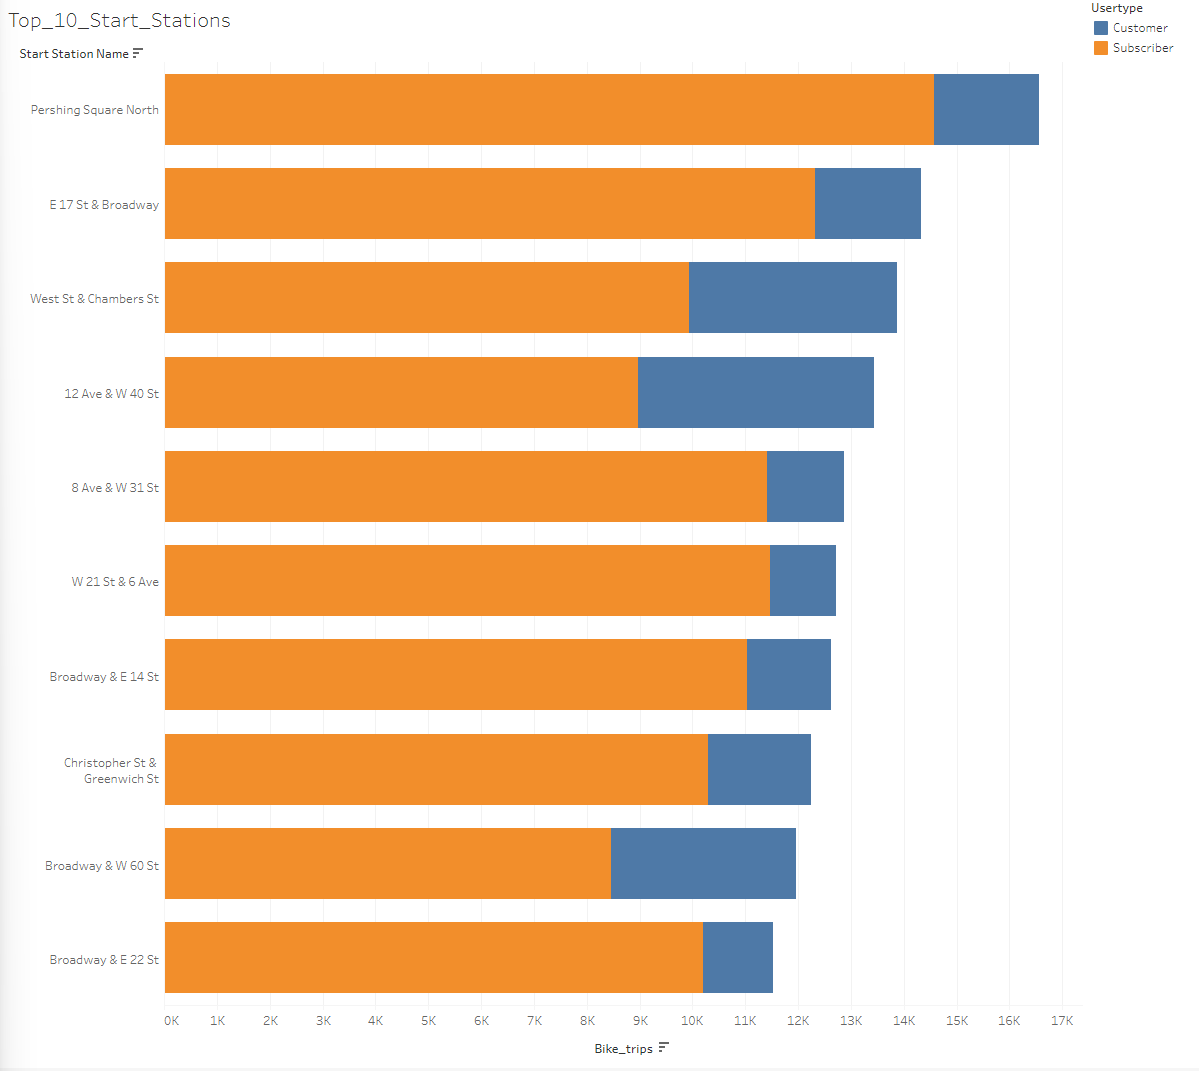 Top_10_Start_Stations
Usertype
Customer
Subscriber
Start Station Name
Pershing Square North
E 17 St & Broadway
West St & Chambers St
12 Ave & W 40 St
8 Ave & W 31 St
W 21 St & 6 Ave
Broadway & E 14 St
Christopher St &
Greenwich St
Broadway & W 60 St
Broadway & E 22 St
0K 1K 2K 3K 4K 5K 6K 7K 8K 9K 10K 11K 12K 13K 14K 15K 16K 17K
Bike_trips